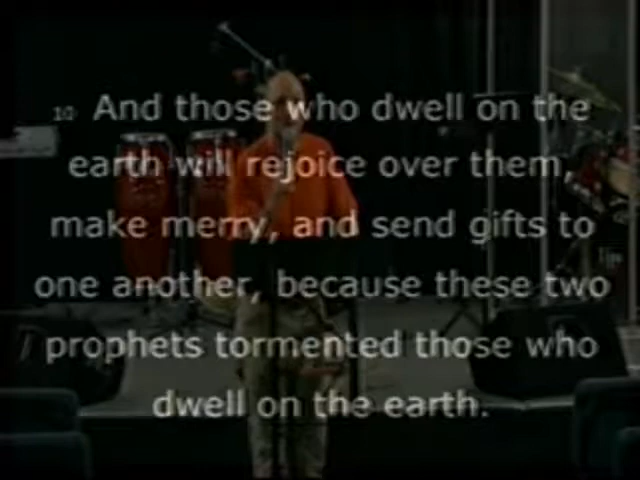 10 And those who dwell on the
earth will rejoice over them,
make merry, and send gifts to
one another, because these two
prophets tormented those who
dwell on the earth.